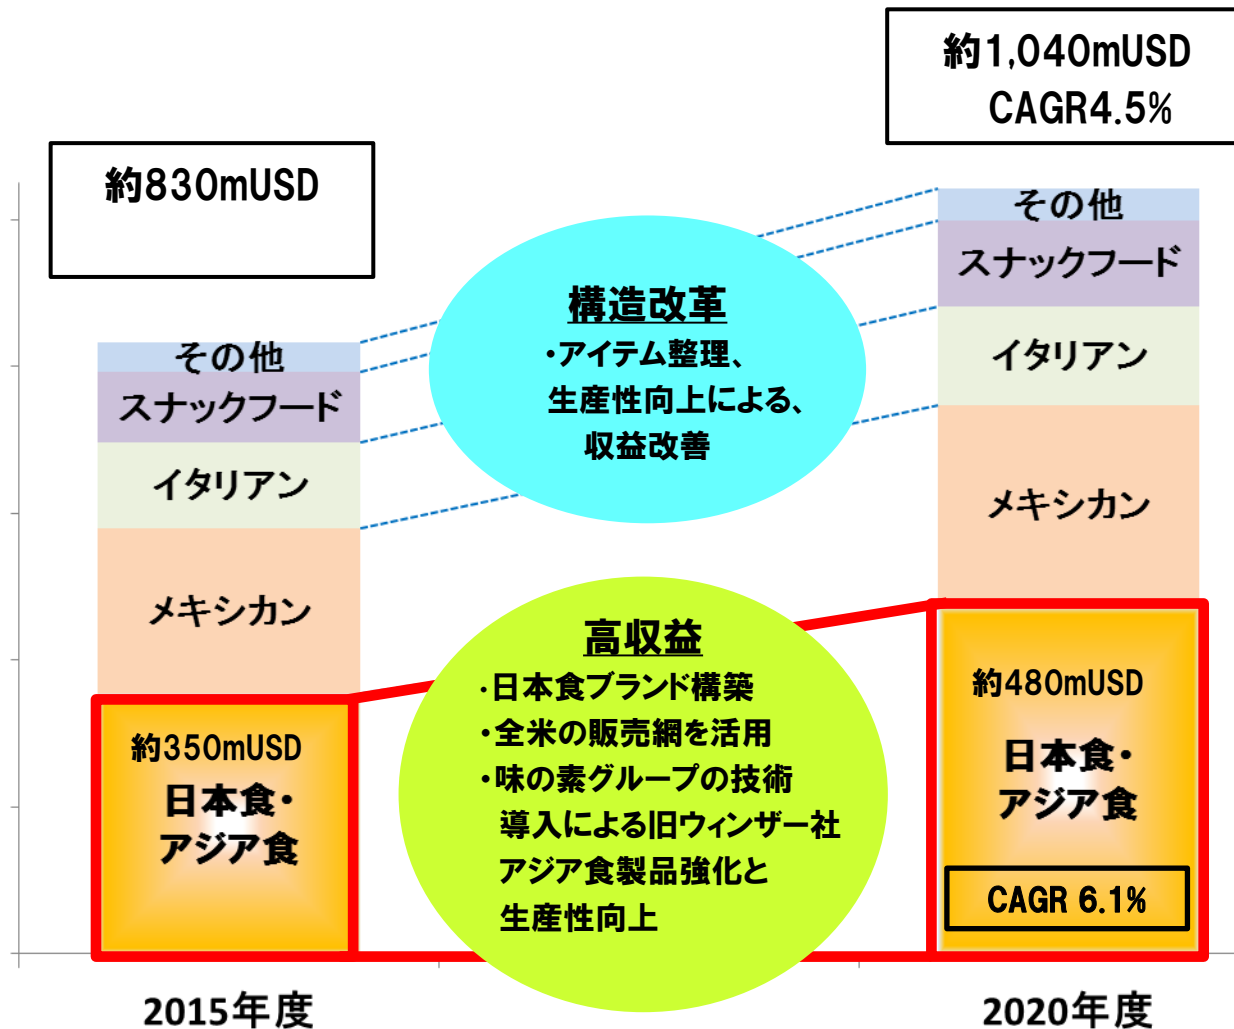 約1,040mUSD
CAGR4.5%
約830mUSD
その他
スナックフード
イタリアン
メキシカン
約350mUSD
日本食・
アジア食
2015年度
構造改革
・アイテム整理、
生産性向上による、
収益改善
高収益
・日本食ブランド構築
・全米の販売網を活用
・味の素グループの技術
導入による旧ウィンザー社
アジア食製品強化と
生産性向上
その他
スナックフード
イタリアン
メキシカン
約480mUSD
日本食・
アジア食
CAGR 6.1%
2020年度